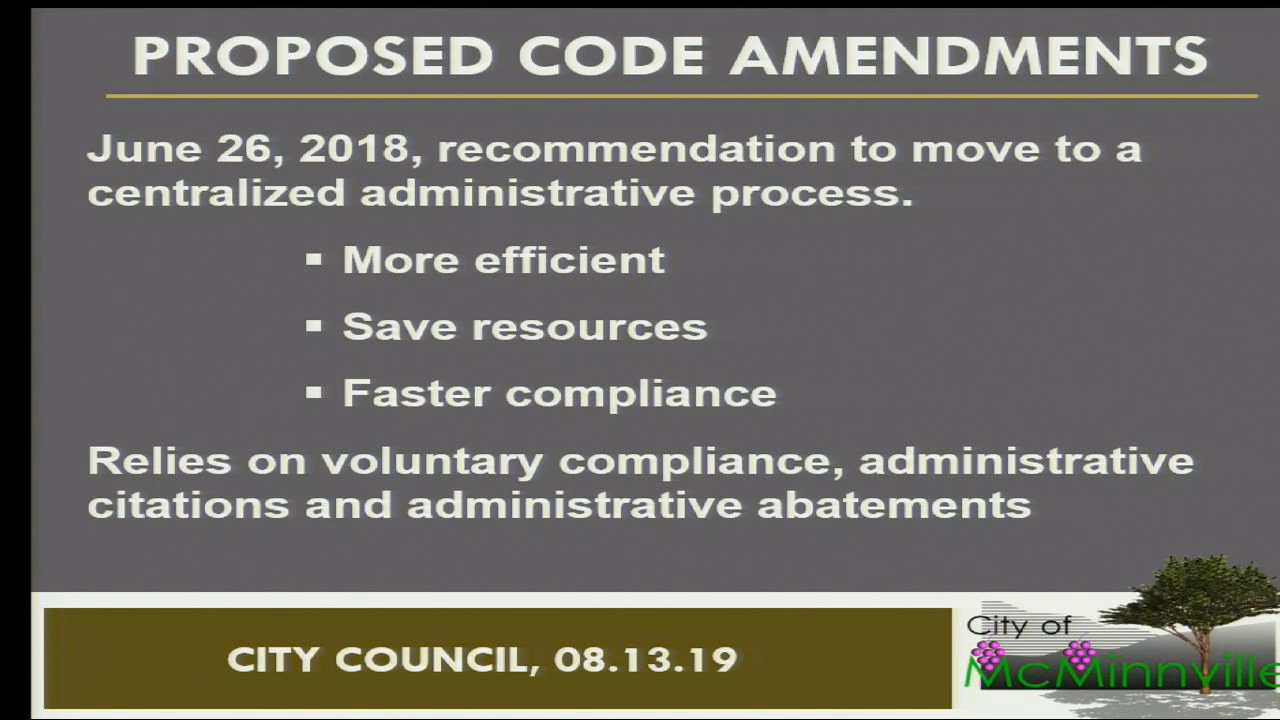 PROPOSED CODE AMENDMENTS
June 26, 2018, recommendation to move to a
centralized administrative process.
▪ More efficient
▪ Save resources
▪ Faster compliance
Relies on voluntary compliance, administrative
citations and administrative abatements
CITY COUNCIL, 08.13.19
City of
McMinnville